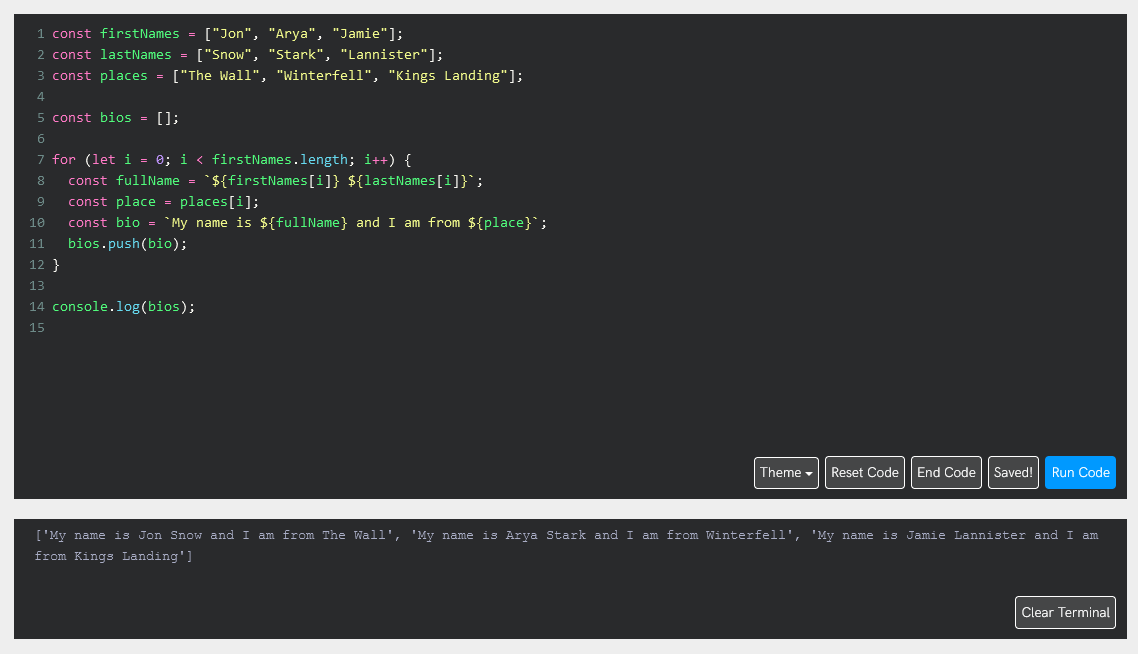 1 const firstNames = ["Jon", "Arya", "Jamie"];
2 const lastNames = ["Snow", "Stark", "Lannister"];
3 const places = ["The Wall", "Winterfell", "Kings Landing"];
4
5 const bios = [];
6
7 for (let i = 0; i < firstNames.length; i++) {
8   const fullName = `${firstNames[i]} ${lastNames[i]}`;
9   const place = places[i];
10   const bio = `My name is ${fullName} and I am from ${place}`;
11   bios.push(bio);
12 }
13
14 console.log(bios);
15
Theme Reset Code End Code Saved! Run Code
['My name is Jon Snow and I am from The Wall', 'My name is Arya Stark and I am from Winterfell', 'My name is Jamie Lannister and I am
from Kings Landing']
Clear Terminal